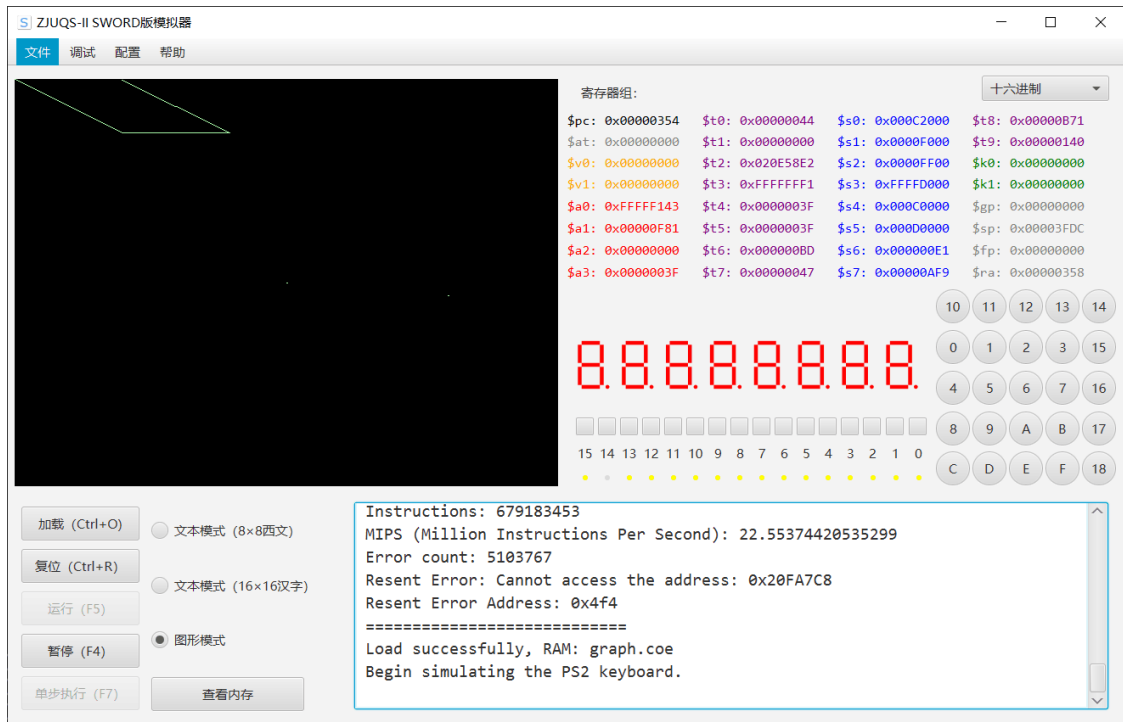 ZJUQS-II SWORD版模拟器
文件 调试 配置 帮助
寄存器组: 十六进制
$pc: 0x00000354 $t0: 0x00000044 $s0: 0x000C2000 $t8: 0x00000B71
$at: 0x00000000 $t1: 0x00000000 $s1: 0x0000F000 $t9: 0x00000140
$v0: 0x00000000 $t2: 0x020E58E2 $s2: 0x0000FF00 $k0: 0x00000000
$v1: 0x00000000 $t3: 0xFFFFFFF1 $s3: 0xFFFFD000 $k1: 0x00000000
$a0: 0xFFFFF143 $t4: 0x0000003F $s4: 0x000C0000 $gp: 0x00000000
$a1: 0x00000F81 $t5: 0x0000003F $s5: 0x000D0000 $sp: 0x00003FDC
$a2: 0x00000000 $t6: 0x000000BD $s6: 0x000000E1 $fp: 0x00000000
$a3: 0x0000003F $t7: 0x00000047 $s7: 0x00000AF9 $ra: 0x00000358
10 11 12 13 14
0 1 2 3 15
8.8.8.8.8.8.8.8.
4 5 6 7 16
8 9 A B 17
15 14 13 12 11 10 9 8 7 6 5 4 3 2 1 0
C D E F 18
加载 (Ctrl+O)
复位 (Ctrl+R)
运行 (F5)
暂停 (F4)
单步执行 (F7)
文本模式 (8×8西文)
文本模式 (16×16汉字)
图形模式
查看内存
Instructions: 679183453
MIPS (Million Instructions Per Second): 22.55374420535299
Error count: 5103767
Resent Error: Cannot access the address: 0x20FA7C8
Resent Error Address: 0x4f4
============================
Load successfully, RAM: graph.coe
Begin simulating the PS2 keyboard.